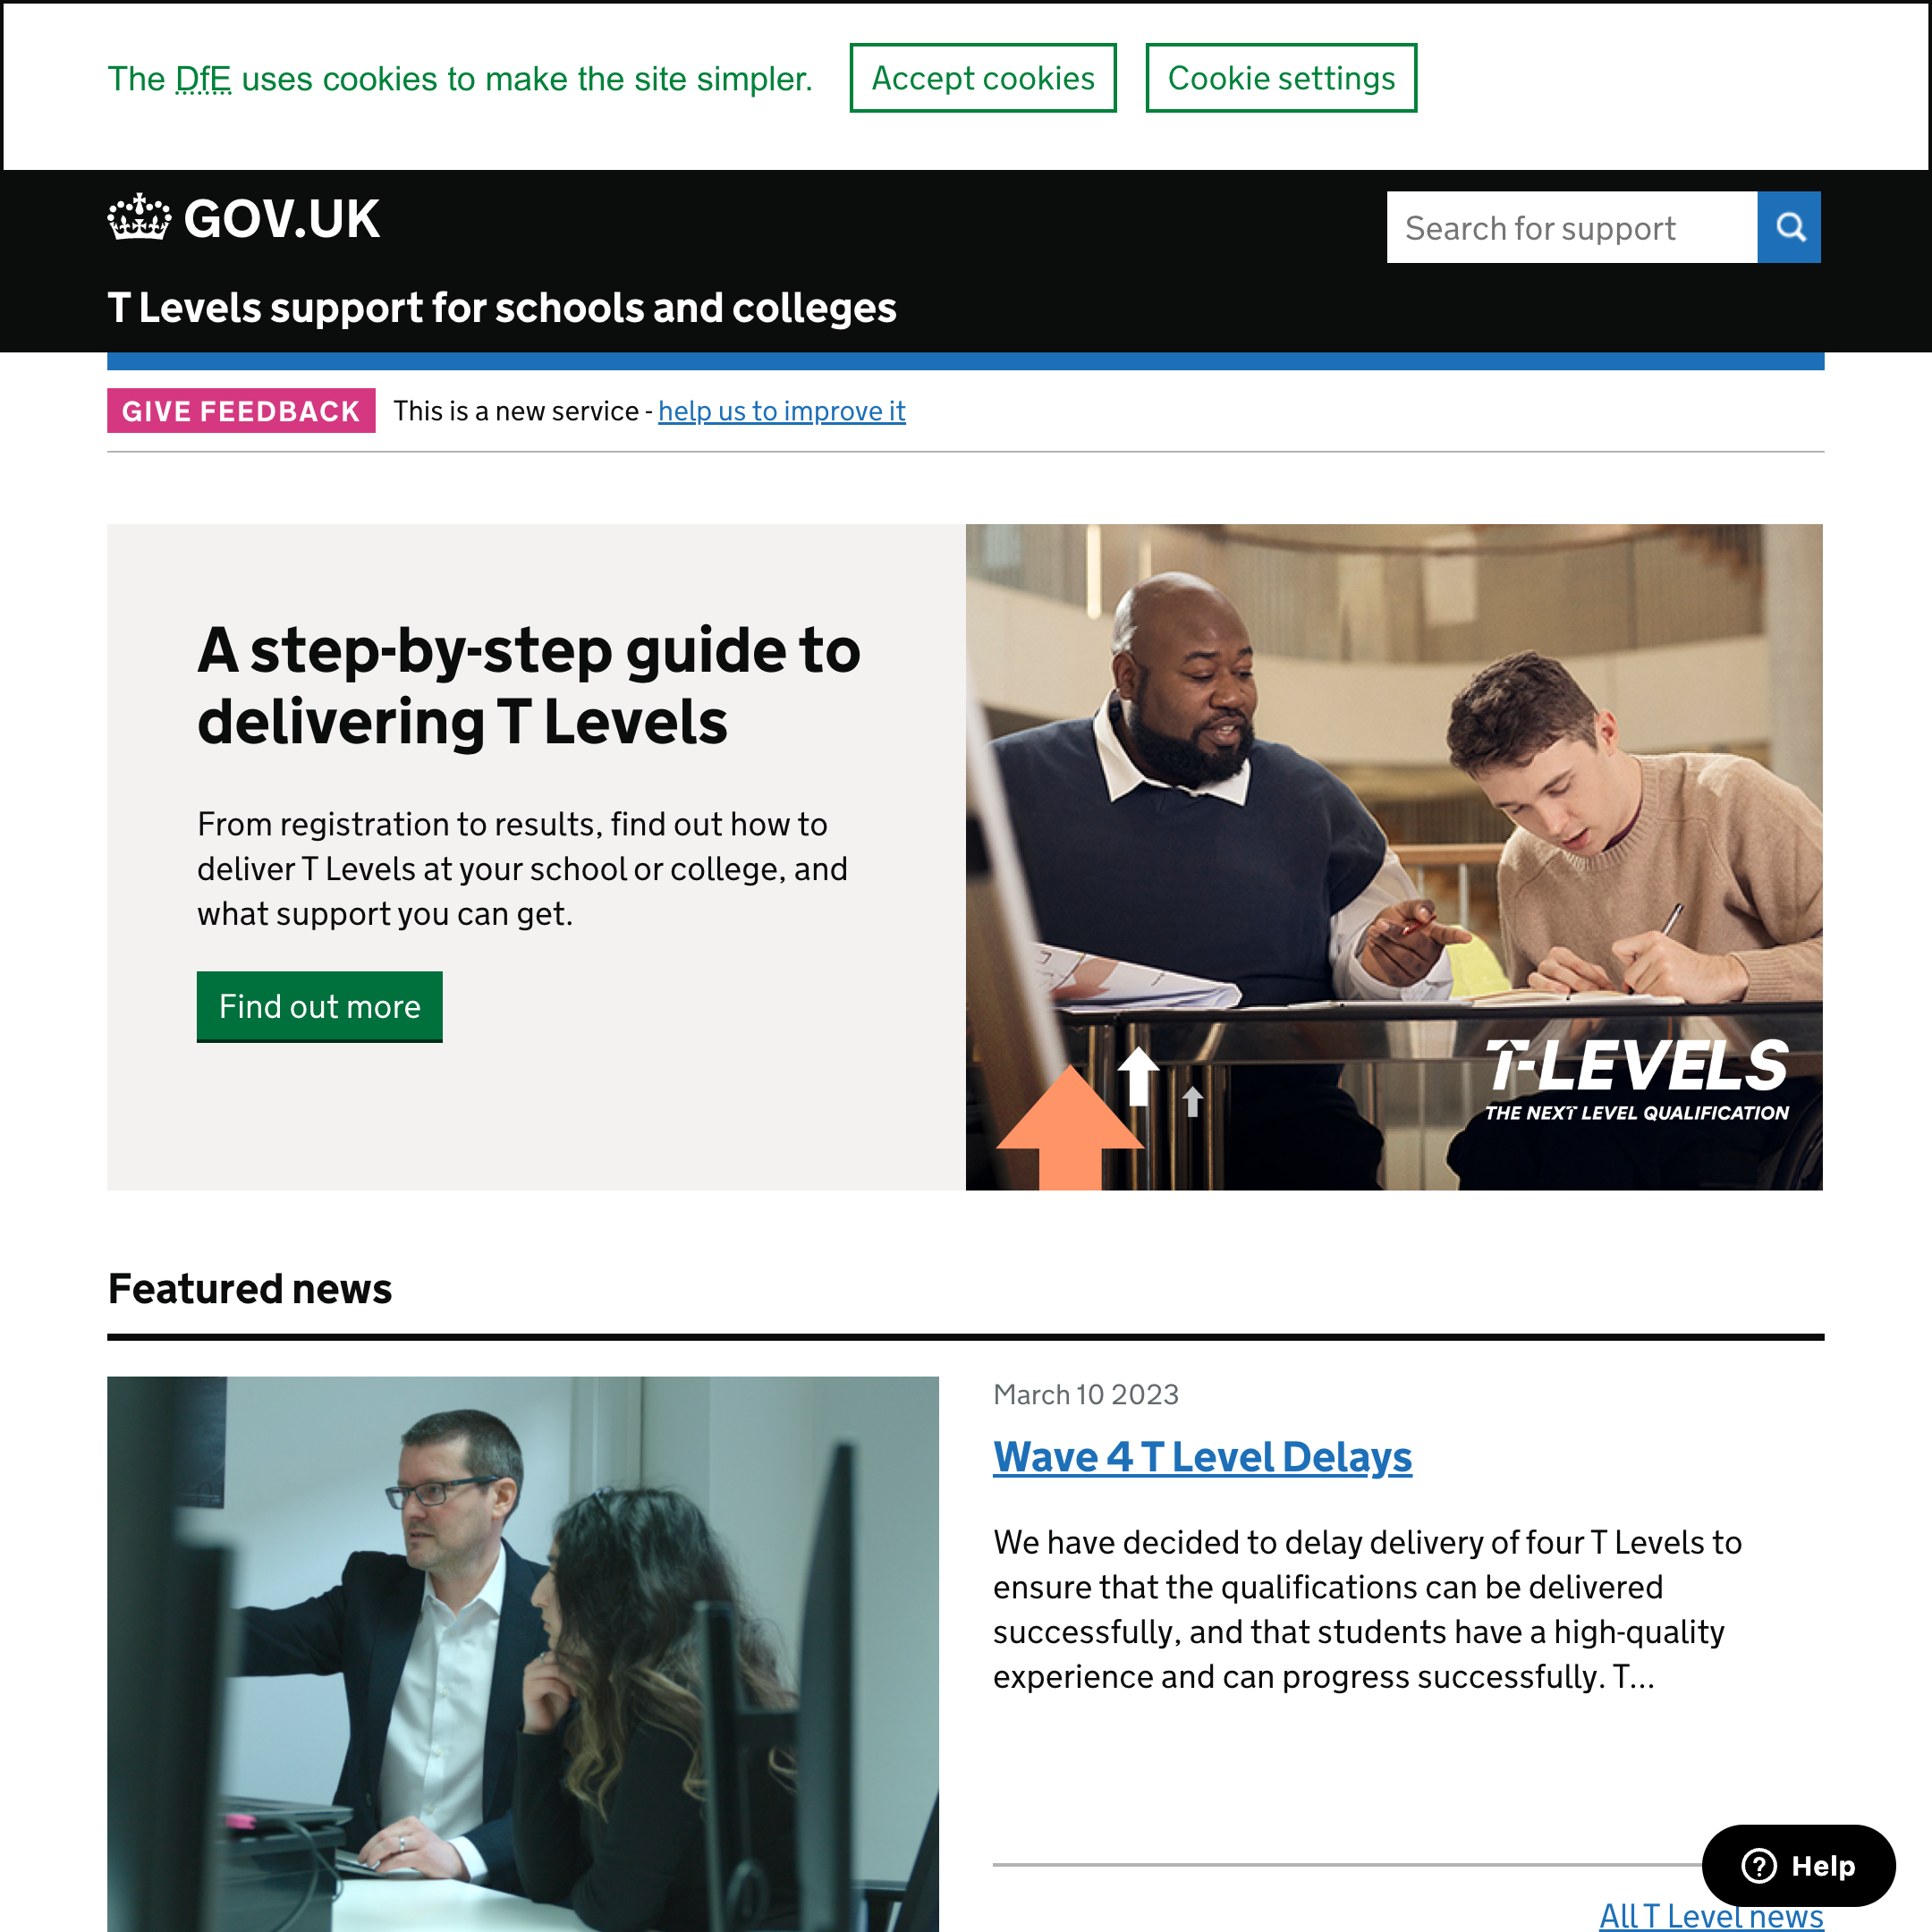 The DfE uses cookies to make the site simpler.
Accept cookies
Cookie settings
GOV.UK
Search for support
T Levels support for schools and colleges
GIVE FEEDBACK
This is a new service - help us to improve it
A step-by-step guide to
delivering T Levels
From registration to results, find out how to
deliver T Levels at your school or college, and
what support you can get.
Find out more
T-LEVELS
THE NEXT LEVEL QUALIFICATION
Featured news
March 10 2023
Wave 4 T Level Delays
We have decided to delay delivery of four T Levels to
ensure that the qualifications can be delivered
successfully, and that students have a high-quality
experience and can progress successfully. T...
Help
All T Level news